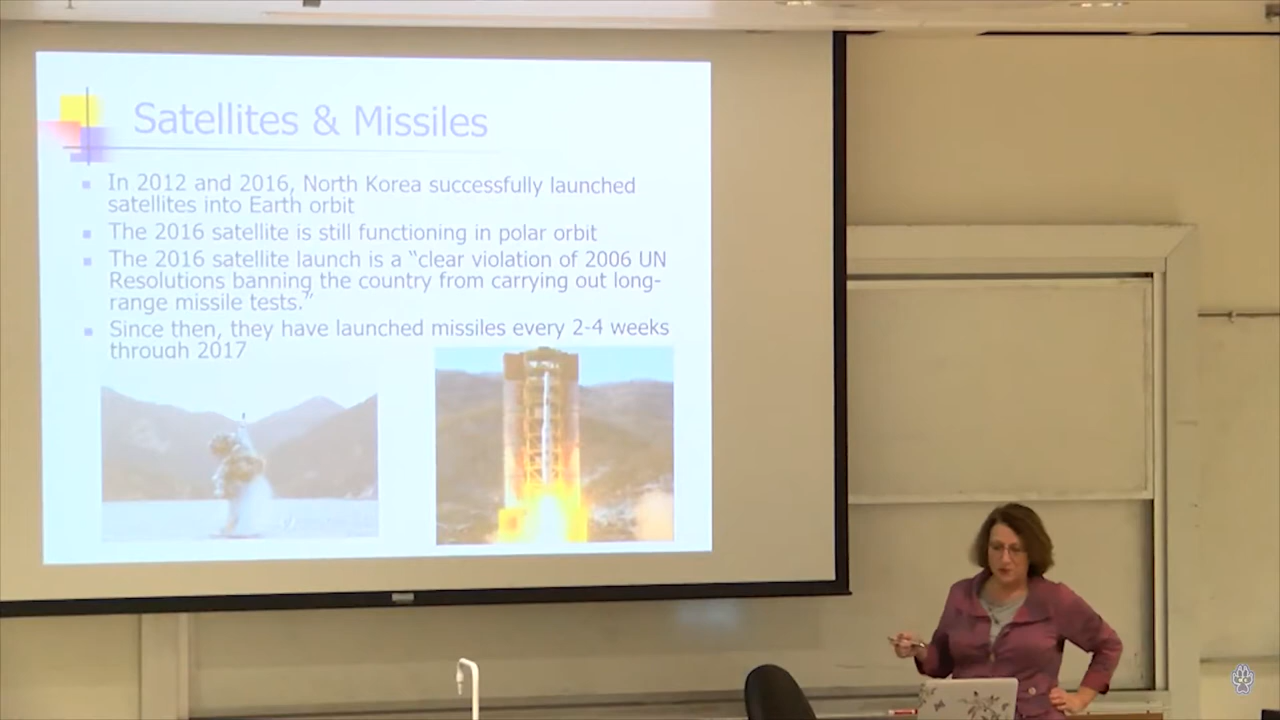 Satellites & Missiles
In 2012 and 2016, North Korea successfully launched
satellites into Earth orbit
The 2016 satellite is still functioning in polar orbit
The 2016 satellite launch is a “clear violation of 2006 UN
Resolutions banning the country from carrying out long-
range missile tests.”
Since then, they have launched missiles every 2-4 weeks
through 2017